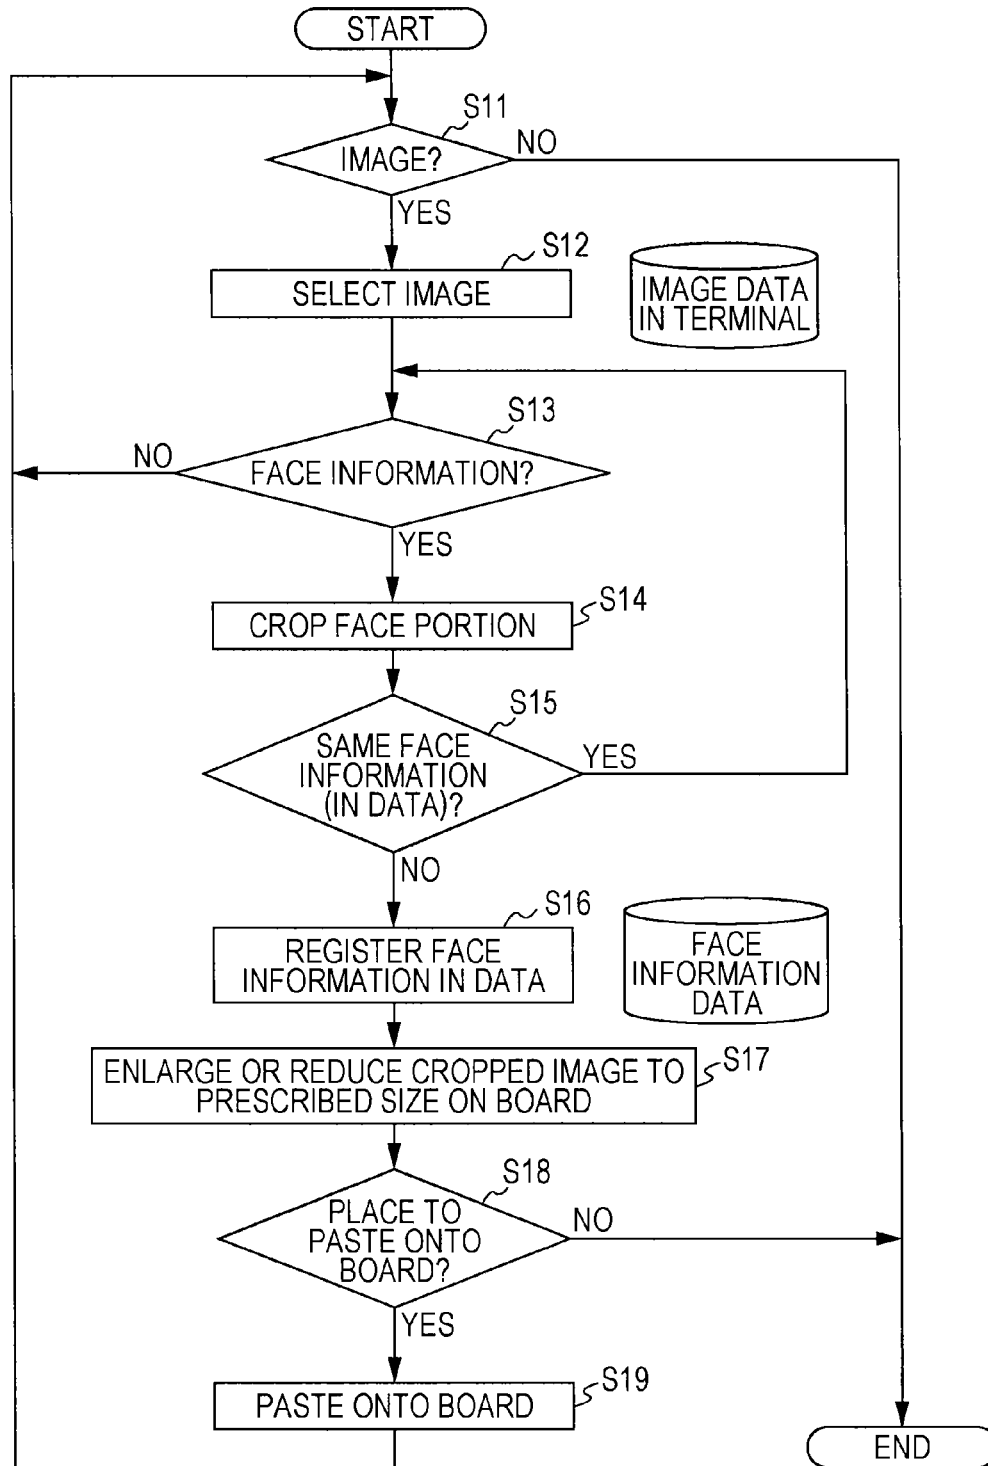 START
S11
IMAGE?
NO
YES
S12
SELECT IMAGE
IMAGE DATA
IN TERMINAL
S13
NO
FACE INFORMATION?
YES
S14
CROP FACE PORTION
S15
SAME FACE
INFORMATION
(IN DATA)?
YES
NO
S16
REGISTER FACE
INFORMATION IN DATA
FACE
INFORMATION
DATA
S17
ENLARGE OR REDUCE CROPPED IMAGE TO
PRESCRIBED SIZE ON BOARD
S18
PLACE TO
PASTE ONTO
BOARD?
NO
YES
S19
PASTE ONTO BOARD
END